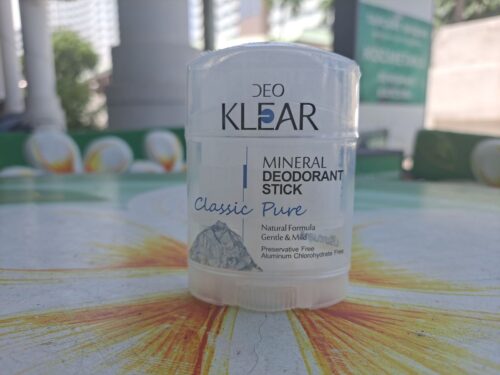 DEO
KLEAR
MINERAL
DEODORANT
STICK
Classic Pure
Natural Formula
Gentle & Mild
Preservative Free
Aluminum Chlorohydrate Free